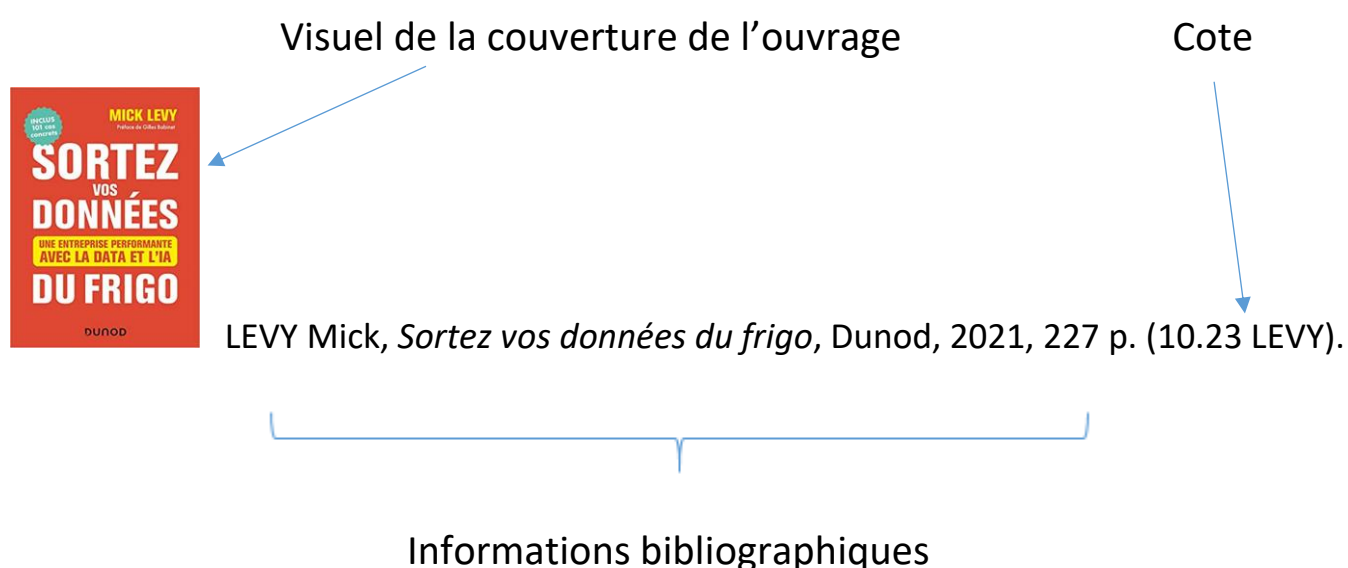 Visuel de la couverture de l’ouvrage
Cote
INCLUS
101 cas
concrets
MICK LEVY
Préface de Gilles Babinet
SORTEZ
VOS
DONNÉES
UNE ENTREPRISE PERFORMANTE
AVEC LA DATA ET L’IA
DU FRIGO
DUNOD
LEVY Mick, Sortez vos données du frigo, Dunod, 2021, 227 p. (10.23 LEVY).
Informations bibliographiques